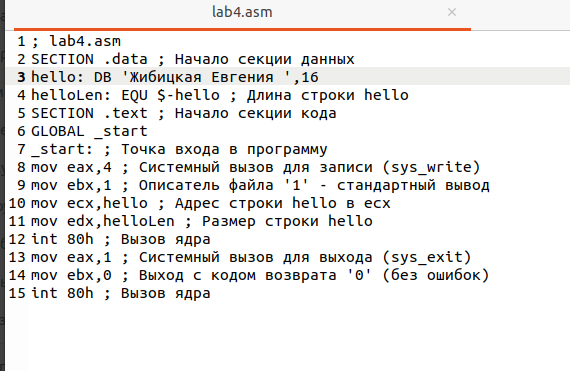 lab4.asm ×
1 ; lab4.asm
2 SECTION .data ; Начало секции данных
3 hello: DB 'Жибицкая Евгения ',16
4 helloLen: EQU $-hello ; Длина строки hello
5 SECTION .text ; Начало секции кода
6 GLOBAL _start
7 _start: ; Точка входа в программу
8 mov eax,4 ; Системный вызов для записи (sys_write)
9 mov ebx,1 ; Описатель файла '1' - стандартный вывод
10 mov ecx,hello ; Адрес строки hello в ecx
11 mov edx,helloLen ; Размер строки hello
12 int 80h ; Вызов ядра
13 mov eax,1 ; Системный вызов для выхода (sys_exit)
14 mov ebx,0 ; Выход с кодом возврата '0' (без ошибок)
15 int 80h ; Вызов ядра